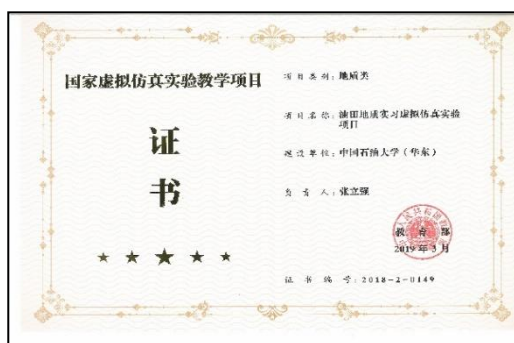 国家虚拟仿真实验教学项目
证
书
项目类别：地质类
项目名称：油田地质实习虚拟仿真实验
项目
建设单位：中国石油大学（华东）
负责人：张立强
教育部
2019年3月
证书编号：2018-2-0149